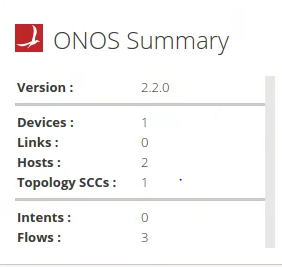 ONOS Summary
Version : 2.2.0
Devices : 1
Links : 0
Hosts : 2
Topology SCCs : 1
Intents : 0
Flows : 3